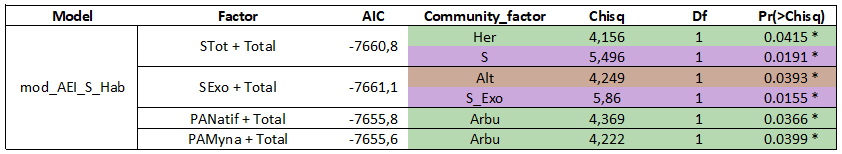 Model Factor AIC Community_factor Chisq Df Pr(>Chisq)
mod_AEI_S_Hab STot + Total -7660,8 Her 4,156 1 0.0415 *
S 5,496 1 0.0191 *
SExo + Total -7661,1 Alt 4,249 1 0.0393 *
S_Exo 5,86 1 0.0155 *
PANatif + Total -7655,8 Arbu 4,369 1 0.0366 *
PAMyna + Total -7655,6 Arbu 4,222 1 0.0399 *